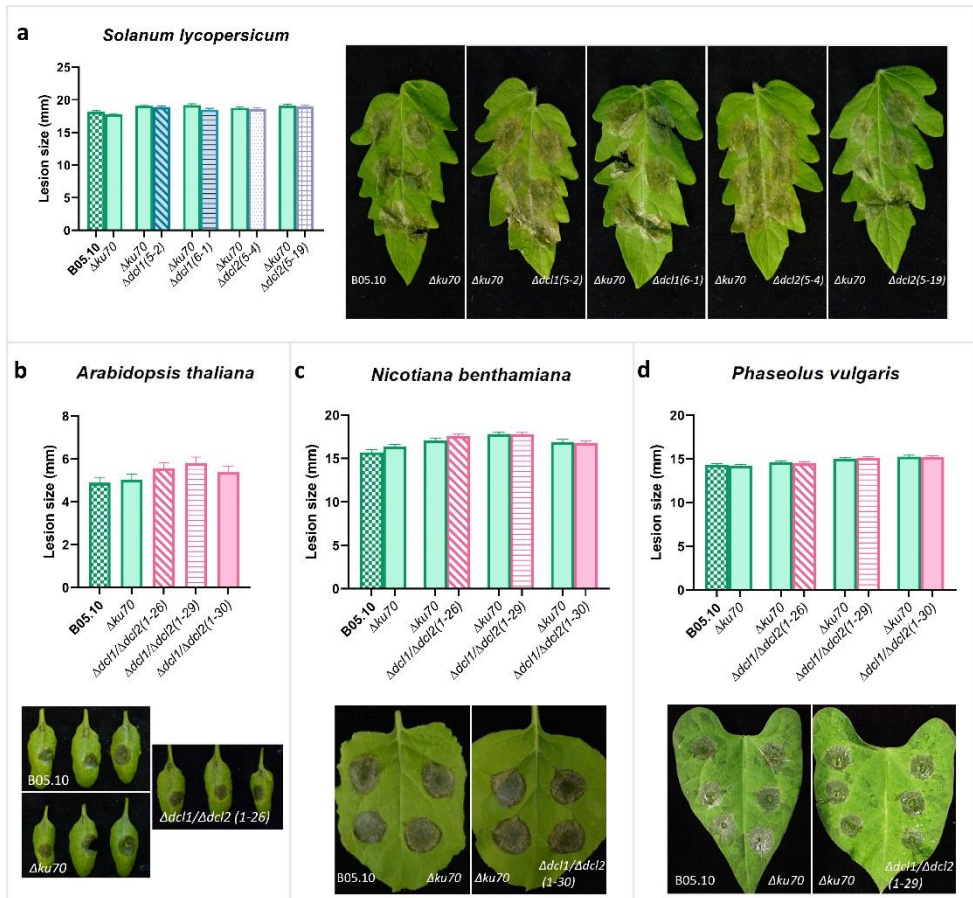 a
Solanum lycopersicum
Lesion size (mm)
25
20
15
10
5
0
B05.10
Δku70
Δku70
Δdcl1(5-2)
Δku70
Δdcl1(6-1)
Δku70
Δdcl2(5-4)
Δku70
Δdcl2(5-19)
B05.10 Δku70
Δku70 Δdcl1(5-2)
Δku70 Δdcl1(6-1)
Δku70 Δdcl2(5-4)
Δku70 Δdcl2(5-19)
b
Arabidopsis thaliana
Lesion size (mm)
8
6
4
2
0
B05.10
Δku70
Δdcl1/Δdcl2(1-26)
Δdcl1/Δdcl2(1-29)
Δdcl1/Δdcl2(1-30)
B05.10
Δku70
Δdcl1/Δdcl2 (1-26)
c
Nicotiana benthamiana
Lesion size (mm)
20
15
10
5
0
B05.10
Δku70
Δku70
Δdcl1/Δdcl2(1-26)
Δku70
Δdcl1/Δdcl2(1-29)
Δku70
Δdcl1/Δdcl2(1-30)
B05.10 Δku70
Δku70 Δdcl1/Δdcl2
(1-30)
d
Phaseolus vulgaris
Lesion size (mm)
20
15
10
5
0
B05.10
Δku70
Δku70
Δdcl1/Δdcl2(1-26)
Δku70
Δdcl1/Δdcl2(1-29)
Δku70
Δdcl1/Δdcl2(1-30)
B05.10 Δku70
Δku70 Δdcl1/Δdcl2
(1-29)